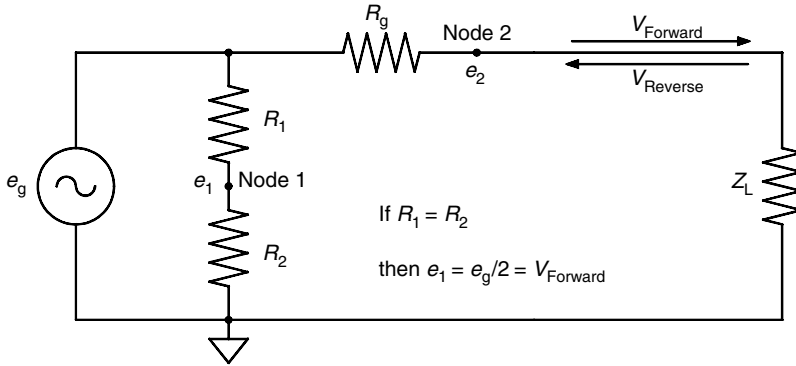 R_g
Node 2
V_Forward
e_2
V_Reverse
R_1
e_g
e_1
Node 1
Z_L
R_2
If R_1 = R_2
then e_1 = e_g/2 = V_Forward